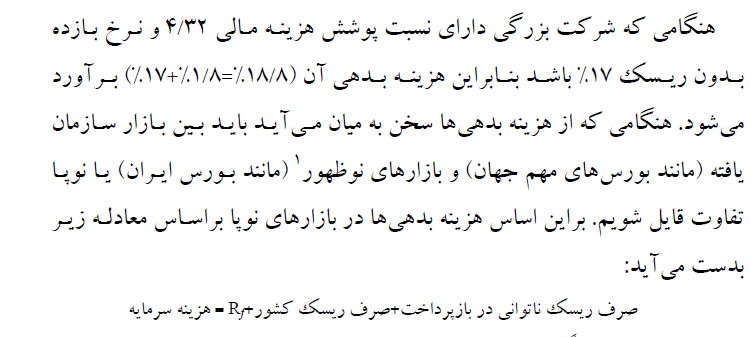 هنگامی که شرکت بزرگی دارای نسبت پوشش هزینه مالی ۴/۳۲ و نرخ بازده
بدون ریسک ۱۷٪ باشد بنابراین هزینه بدهی آن (۱۸/۸٪=۱/۸٪+۱۷٪) برآورد
می‌شود. هنگامی که از هزینه بدهی‌ها سخن به میان می‌آید باید بین بازار سازمان
یافته (مانند بورس‌های مهم جهان) و بازارهای نوظهور۱ (مانند بورس ایران) یا نوپا
تفاوت قایل شویم. براین اساس هزینه بدهی‌ها در بازارهای نوپا براساس معادله زیر
بدست می‌آید:
صرف ریسک ناتوانی در بازپرداخت+صرف ریسک کشور+Rf = هزینه سرمایه